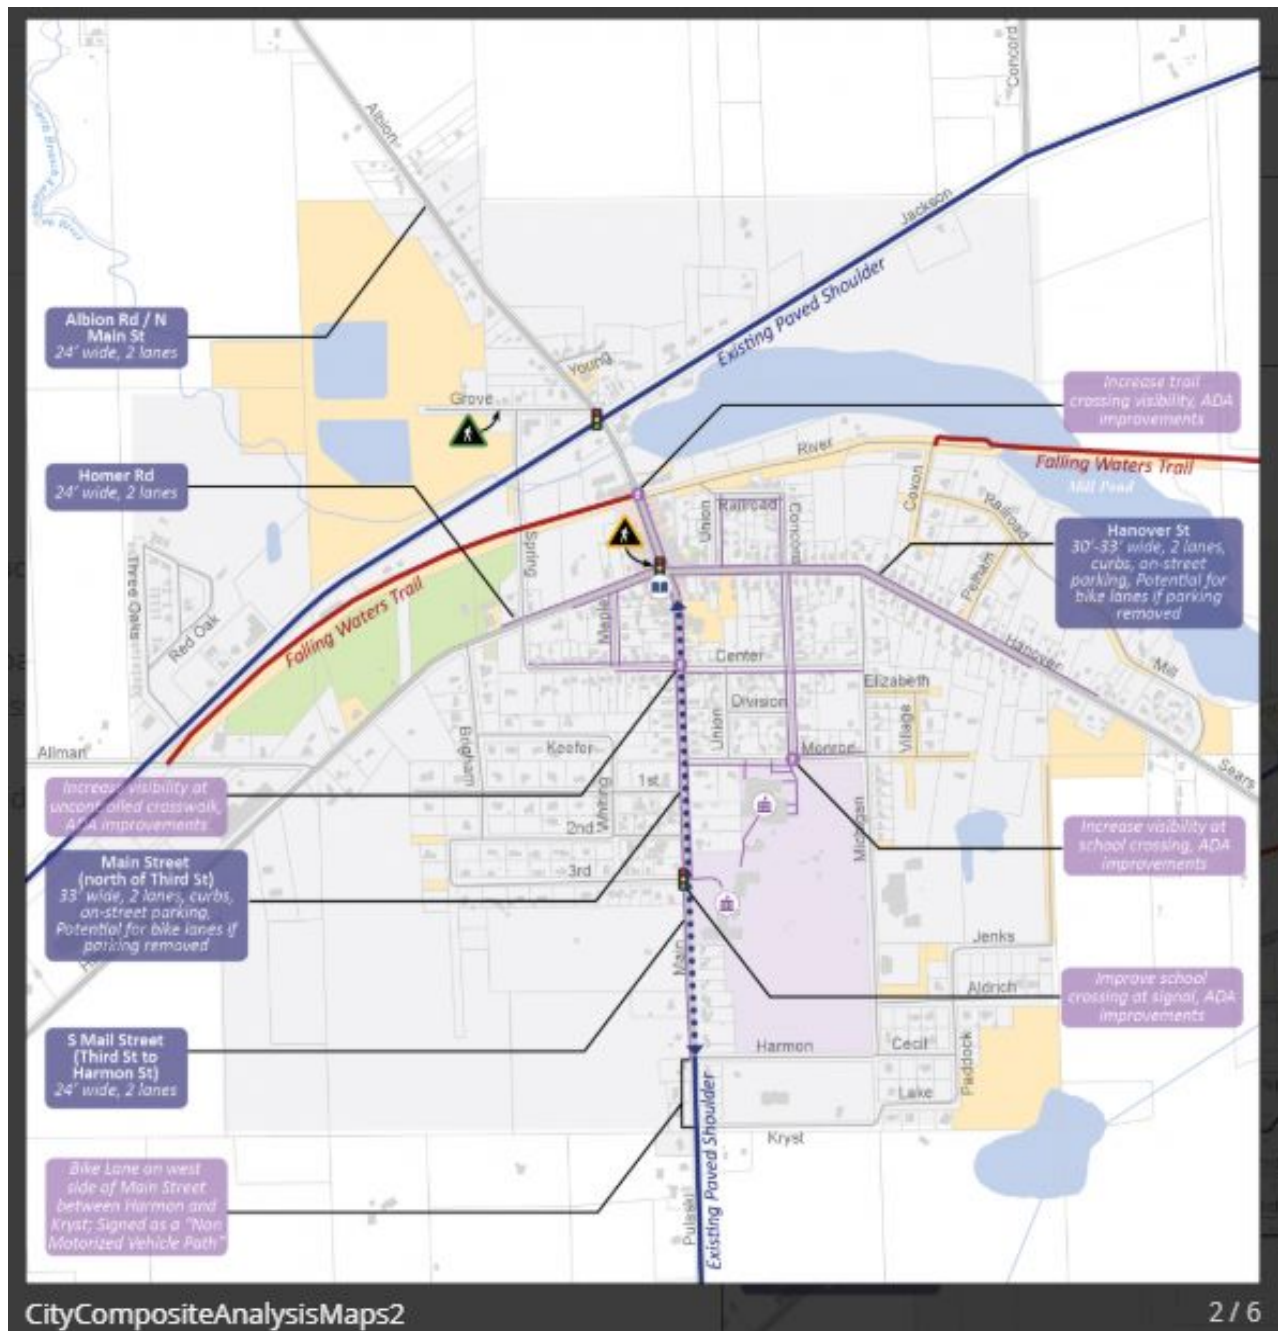 Concord
Albion
Jackson
Existing Paved Shoulder
Albion Rd / N
Main St
24' wide, 2 lanes
Young
Grove
Increase trail
crossing visibility, ADA
improvements
River
Falling Waters Trail
Mill Pond
Homer Rd
24' wide, 2 lanes
Coxon
Railroad
Union
Railroad
Concord
Hanover St
30'-33' wide, 2 lanes,
curbs, on-street
parking, Potential for
bike lanes if parking
removed
Spring
Three Oaks
Red Oak
Falling Waters Trail
Maple
Pelham
Hanover
Mill
Center
Elizabeth
Division
Union
Village
Allman
Brigham
Keefer
Monroe
Sears
1st
Whiting
2nd
3rd
Michigan
Increase visibility at
uncontrolled crosswalk,
ADA improvements
Increase visibility at
school crossing, ADA
improvements
Main Street
(north of Third St)
33' wide, 2 lanes, curbs,
on-street parking,
Potential for bike lanes if
parking removed
Main
Jenks
Aldrich
Improve school
crossing at signal, ADA
improvements
S Mail Street
(Third St to
Harmon St)
24' wide, 2 lanes
Harmon
Cecil
Paddock
Lake
Kryst
Existing Paved Shoulder
Pulaski
Bike Lane on west
side of Main Street
between Harmon and
Kryst; Signed as a "Non
Motorized Vehicle Path"
CityCompositeAnalysisMaps2
2 / 6